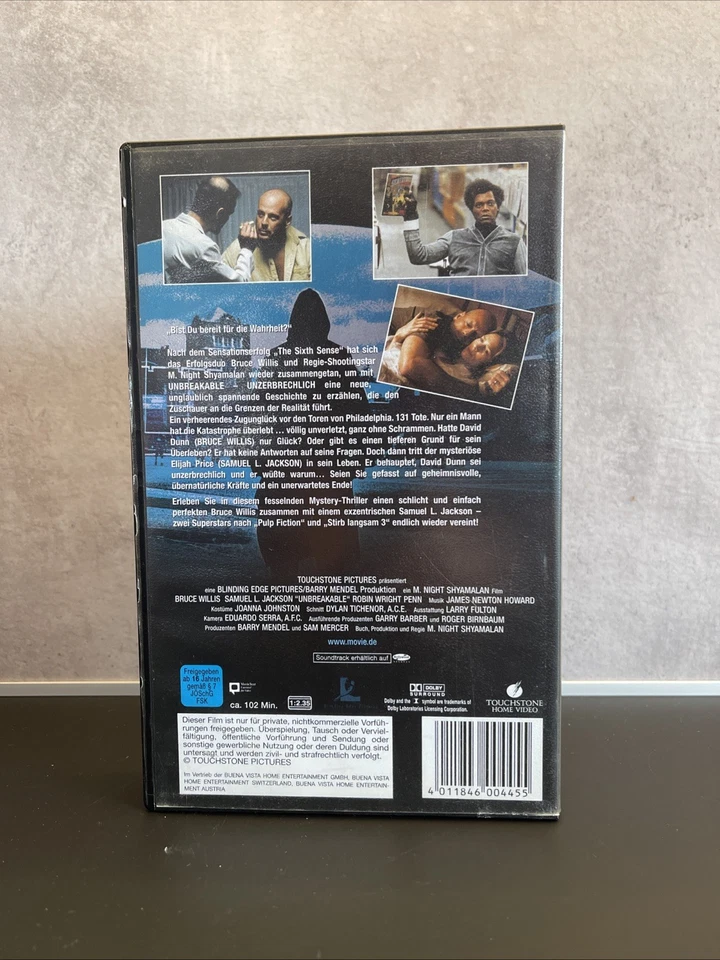 „Bist Du bereit für die Wahrheit?"
Nach dem Sensationserfolg „The Sixth Sense" hat sich
das Erfolgsduo Bruce Willis und Regie-Shootingstar
M. Night Shyamalan wieder zusammengetan, um mit
UNBREAKABLE – UNZERBRECHLICH eine neue,
unglaublich spannende Geschichte zu erzählen, die den
Zuschauer an die Grenzen der Realität führt.
Ein verheerendes Zugunglück vor den Toren von Philadelphia. 131 Tote. Nur ein Mann
hat die Katastrophe überlebt ... völlig unverletzt, ganz ohne Schrammen. Hatte David
Dunn (BRUCE WILLIS) nur Glück? Oder gibt es einen tieferen Grund für sein
Überleben? Er hat keine Antworten auf seine Fragen. Doch dann tritt der mysteriöse
Elijah Price (SAMUEL L. JACKSON) in sein Leben. Er behauptet, David Dunn sei
unzerbrechlich und er wüßte warum... Seien Sie gefasst auf geheimnisvolle,
übernatürliche Kräfte und ein unerwartetes Ende!
Erleben Sie in diesem fesselnden Mystery-Thriller einen schlicht und einfach
perfekten Bruce Willis zusammen mit einem exzentrischen Samuel L. Jackson –
zwei Superstars nach „Pulp Fiction" und „Stirb langsam 3" endlich wieder vereint!
TOUCHSTONE PICTURES präsentiert
eine BLINDING EDGE PICTURES/BARRY MENDEL Produktion ein M. NIGHT SHYAMALAN Film
BRUCE WILLIS SAMUEL L. JACKSON "UNBREAKABLE" ROBIN WRIGHT PENN Musik JAMES NEWTON HOWARD
Kostüme JOANNA JOHNSTON Schnitt DYLAN TICHENOR, A.C.E. Ausstattung LARRY FULTON
Kamera EDUARDO SERRA, A.F.C. Ausführende Produzenten GARRY BARBER und ROGER BIRNBAUM
Produzenten BARRY MENDEL und SAM MERCER Buch, Produktion und Regie M. NIGHT SHYAMALAN
www.movie.de
Soundtrack erhältlich auf
Freigegeben
ab 16 Jahren
gemäß § 7
JÖSchG
FSK
ca. 102 Min.
1:2.35
DOLBY
SURROUND
Dolby and the symbol are trademarks of
Dolby Laboratories Licensing Corporation.
TOUCHSTONE
HOME VIDEO
Dieser Film ist nur für private, nichtkommerzielle Vorfüh-
rungen freigegeben. Überspielung, Tausch oder Verviel-
fältigung, öffentliche Vorführung und Sendung oder
sonstige gewerbliche Nutzung oder deren Duldung sind
untersagt und werden zivil- und strafrechtlich verfolgt.
© TOUCHSTONE PICTURES
Im Vertrieb der BUENA VISTA HOME ENTERTAINMENT GMBH, BUENA VISTA
HOME ENTERTAINMENT SWITZERLAND, BUENA VISTA HOME ENTERTAIN-
MENT AUSTRIA
4 011846 004455